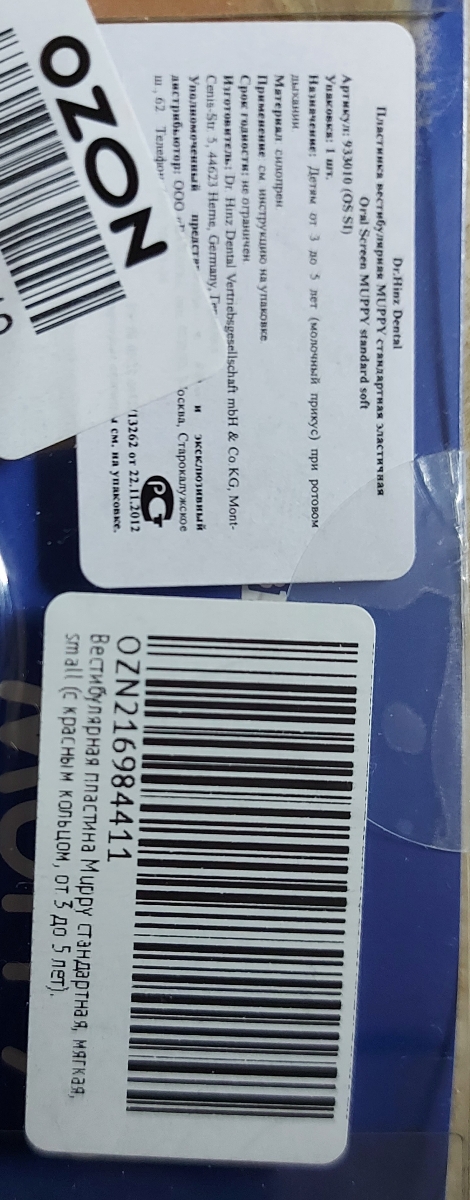 Dr.Hinz Dental
Пластинка вестибулярная MUPPY стандартная эластичная
Oral Screen MUPPY standard soft
Артикул: 933010 (OS SI)
Упаковка: 1 шт.
Назначение: Детям от 3 до 5 лет (молочный прикус) при ротовом
дыхании
Материал: силопрен.
Применение см. инструкцию на упаковке.
Срок годности: не ограничен
Изготовитель: Dr. Hinz Dental Vertriebsgesellschaft mbH & Co.KG, Mont-
Cenis-Str. 5, 44623 Herne, Germany,
Уполномоченный и эксклюзивный
дистрибьютор: ООО Старокалужское
ш., 62.
13262 от 22.11.2012
см. на упаковке.
РСТ
OZON
OZN216984411
Вестибулярная пластина Muppy стандартная, мягкая,
small (с красным кольцом, от 3 до 5 лет).